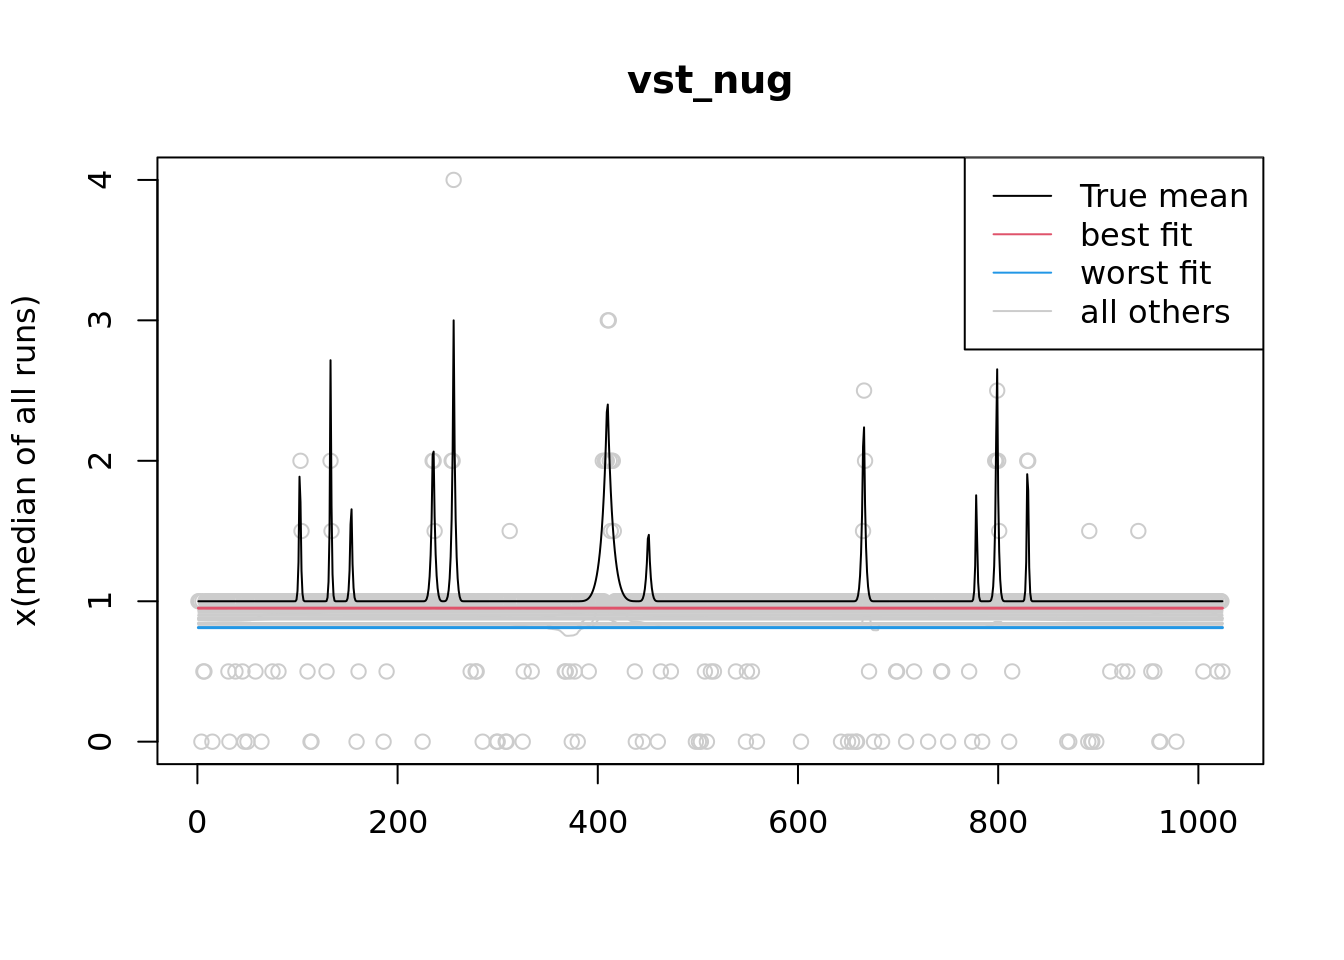 vst_nug
x(median of all runs)
4
3
2
1
0
True mean
best fit
worst fit
all others
0 200 400 600 800 1000